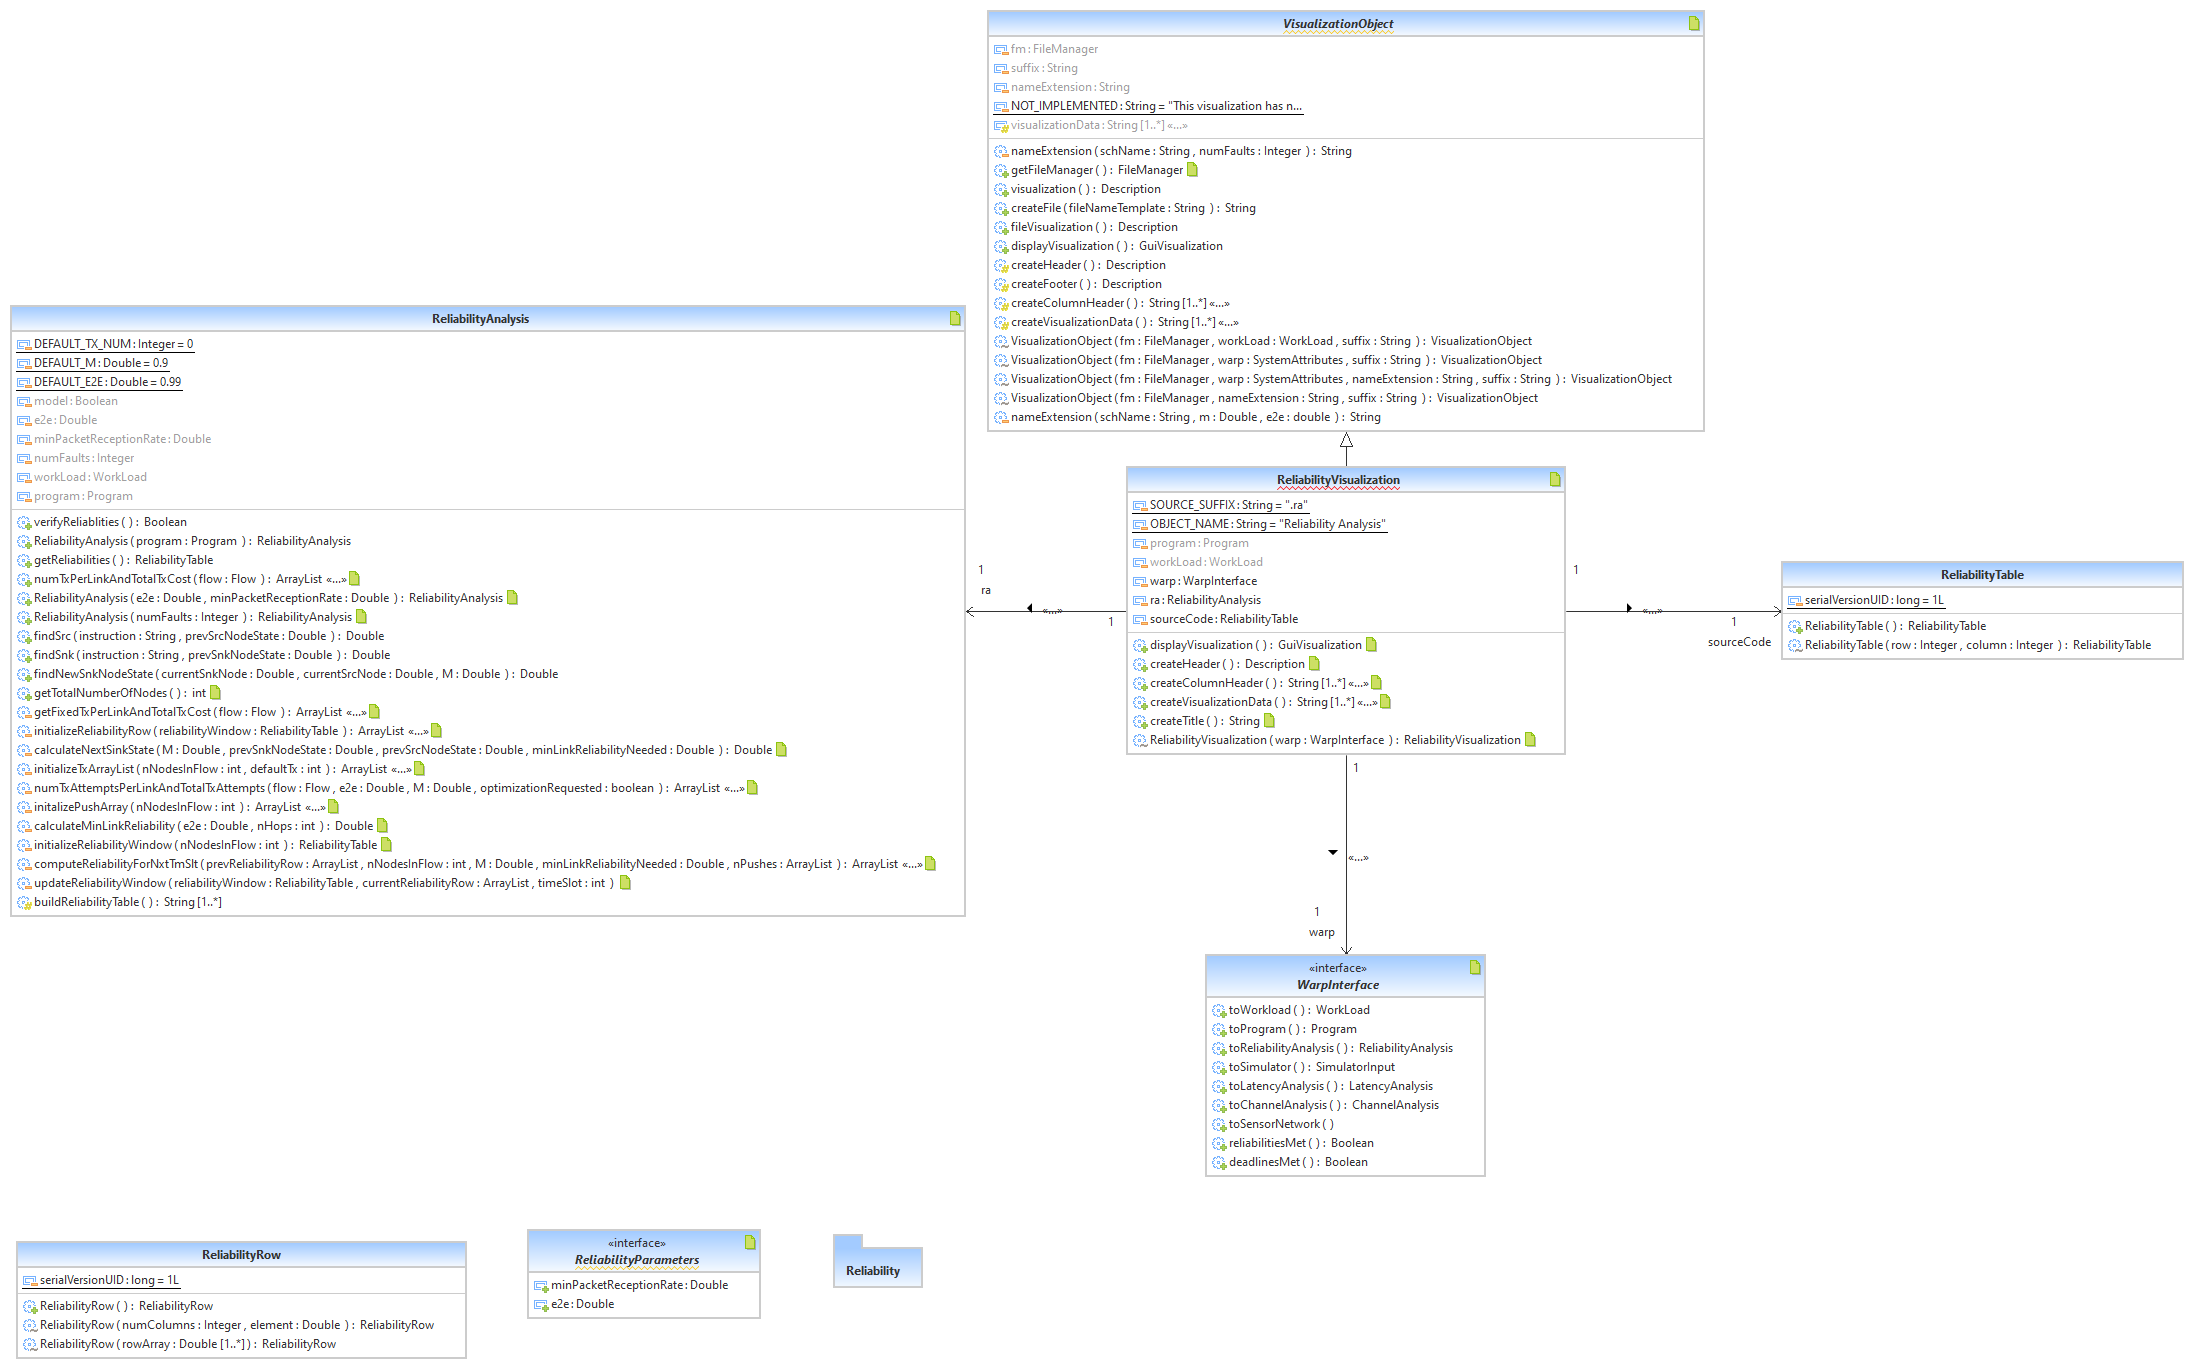 VisualizationObject
fm : FileManager
suffix : String
nameExtension : String
NOT_IMPLEMENTED : String = "This visualization has n...
visualizationData : String [1..*] «...»
nameExtension ( schName : String , numFaults : Integer ) : String
getFileManager ( ) : FileManager
visualization ( ) : Description
createFile ( fileNameTemplate : String ) : String
fileVisualization ( ) : Description
displayVisualization ( ) : GuiVisualization
createHeader ( ) : Description
createFooter ( ) : Description
createColumnHeader ( ) : String [1..*] «...»
createVisualizationData ( ) : String [1..*] «...»
VisualizationObject ( fm : FileManager , workLoad : WorkLoad , suffix : String ) : VisualizationObject
VisualizationObject ( fm : FileManager , warp : SystemAttributes , suffix : String ) : VisualizationObject
VisualizationObject ( fm : FileManager , warp : SystemAttributes , nameExtension : String , suffix : String ) : VisualizationObject
VisualizationObject ( fm : FileManager , nameExtension : String , suffix : String ) : VisualizationObject
nameExtension ( schName : String , m : Double , e2e : double ) : String
ReliabilityAnalysis
DEFAULT_TX_NUM : Integer = 0
DEFAULT_M : Double = 0.9
DEFAULT_E2E : Double = 0.99
model : Boolean
e2e : Double
minPacketReceptionRate : Double
numFaults : Integer
workLoad : WorkLoad
program : Program
verifyReliablities ( ) : Boolean
ReliabilityAnalysis ( program : Program ) : ReliabilityAnalysis
getReliabilities ( ) : ReliabilityTable
numTxPerLinkAndTotalTxCost ( flow : Flow ) : ArrayList «...»
ReliabilityAnalysis ( e2e : Double , minPacketReceptionRate : Double ) : ReliabilityAnalysis
ReliabilityAnalysis ( numFaults : Integer ) : ReliabilityAnalysis
findSrc ( instruction : String , prevSrcNodeState : Double ) : Double
findSnk ( instruction : String , prevSnkNodeState : Double ) : Double
findNewSnkNodeState ( currentSnkNode : Double , currentSrcNode : Double , M : Double ) : Double
getTotalNumberOfNodes ( ) : int
getFixedTxPerLinkAndTotalTxCost ( flow : Flow ) : ArrayList «...»
initializeReliabilityRow ( reliabilityWindow : ReliabilityTable ) : ArrayList «...»
calculateNextSinkState ( M : Double , prevSnkNodeState : Double , prevSrcNodeState : Double , minLinkReliabilityNeeded : Double ) : Double
initializeTxArrayList ( nNodesInFlow : int , defaultTx : int ) : ArrayList «...»
numTxAttemptsPerLinkAndTotalTxAttempts ( flow : Flow , e2e : Double , M : Double , optimizationRequested : boolean ) : ArrayList «...»
initalizePushArray ( nNodesInFlow : int ) : ArrayList «...»
calculateMinLinkReliability ( e2e : Double , nHops : int ) : Double
initializeReliabilityWindow ( nNodesInFlow : int ) : ReliabilityTable
computeReliabilityForNxtTmSlt ( prevReliabilityRow : ArrayList , nNodesInFlow : int , M : Double , minLinkReliabilityNeeded : Double , nPushes : ArrayList ) : ArrayList «...»
updateReliabilityWindow ( reliabilityWindow : ReliabilityTable , currentReliabilityRow : ArrayList , timeSlot : int )
buildReliabilityTable ( ) : String [1..*]
1
ra
«...»
1
ReliabilityVisualization
SOURCE_SUFFIX : String = ".ra"
OBJECT_NAME : String = "Reliability Analysis"
program : Program
workLoad : WorkLoad
warp : WarpInterface
ra : ReliabilityAnalysis
sourceCode : ReliabilityTable
displayVisualization ( ) : GuiVisualization
createHeader ( ) : Description
createColumnHeader ( ) : String [1..*] «...»
createVisualizationData ( ) : String [1..*] «...»
createTitle ( ) : String
ReliabilityVisualization ( warp : WarpInterface ) : ReliabilityVisualization
1
«...»
1
sourceCode
ReliabilityTable
serialVersionUID : long = 1L
ReliabilityTable ( ) : ReliabilityTable
ReliabilityTable ( row : Integer , column : Integer ) : ReliabilityTable
1
«...»
1
warp
«interface»
WarpInterface
toWorkload ( ) : WorkLoad
toProgram ( ) : Program
toReliabilityAnalysis ( ) : ReliabilityAnalysis
toSimulator ( ) : SimulatorInput
toLatencyAnalysis ( ) : LatencyAnalysis
toChannelAnalysis ( ) : ChannelAnalysis
toSensorNetwork ( )
reliabilitiesMet ( ) : Boolean
deadlinesMet ( ) : Boolean
ReliabilityRow
serialVersionUID : long = 1L
ReliabilityRow ( ) : ReliabilityRow
ReliabilityRow ( numColumns : Integer , element : Double ) : ReliabilityRow
ReliabilityRow ( rowArray : Double [1..*] ) : ReliabilityRow
«interface»
ReliabilityParameters
minPacketReceptionRate : Double
e2e : Double
Reliability